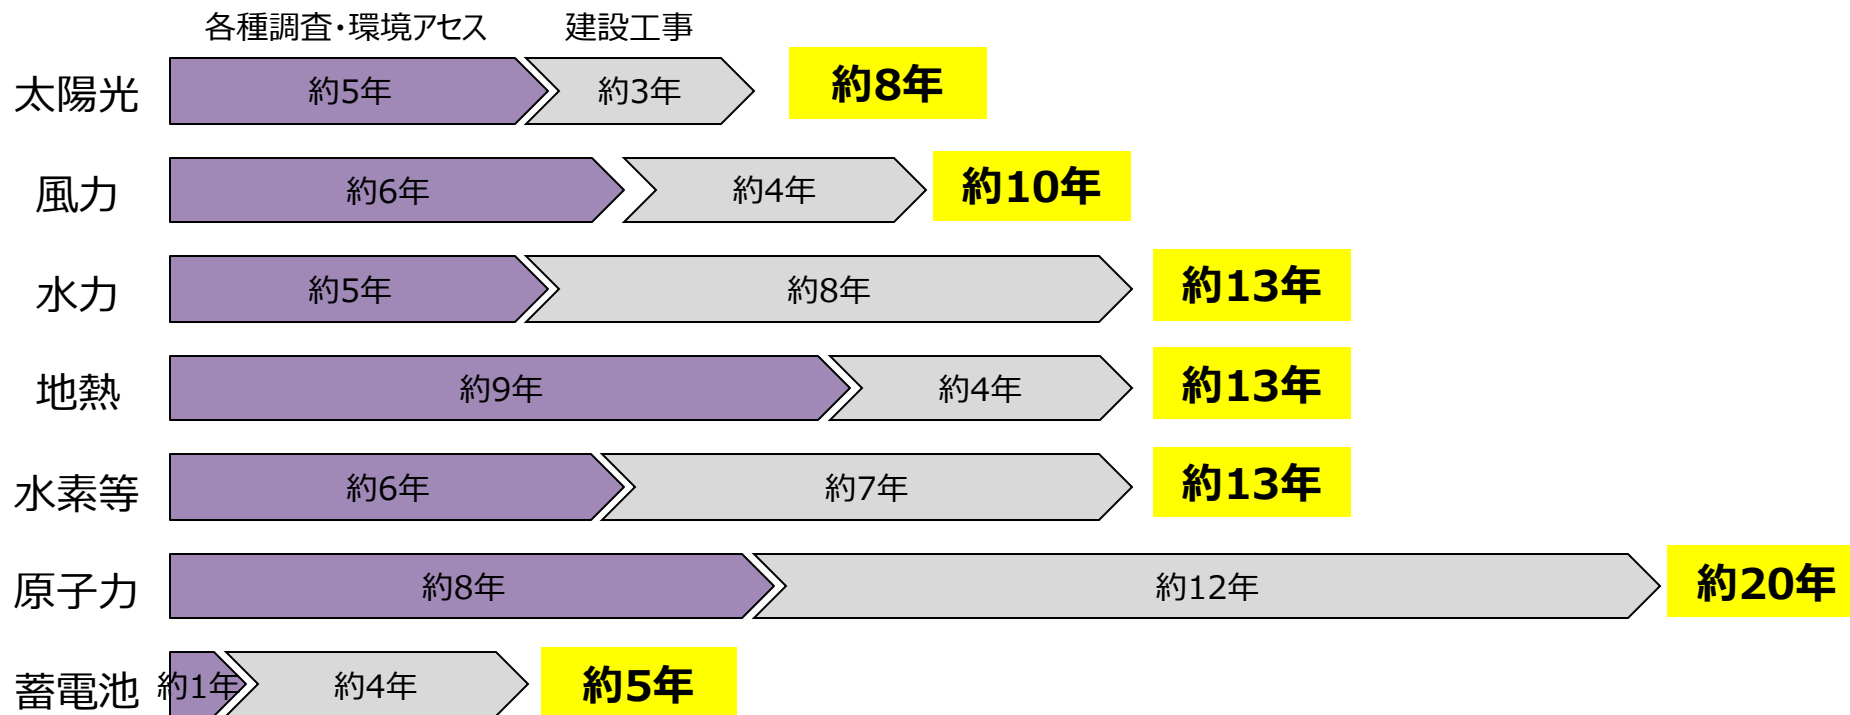 各種調査・環境アセス 建設工事
太陽光 約5年 約3年 約8年
風力 約6年 約4年 約10年
水力 約5年 約8年 約13年
地熱 約9年 約4年 約13年
水素等 約6年 約7年 約13年
原子力 約8年 約12年 約20年
蓄電池 約1年 約4年 約5年